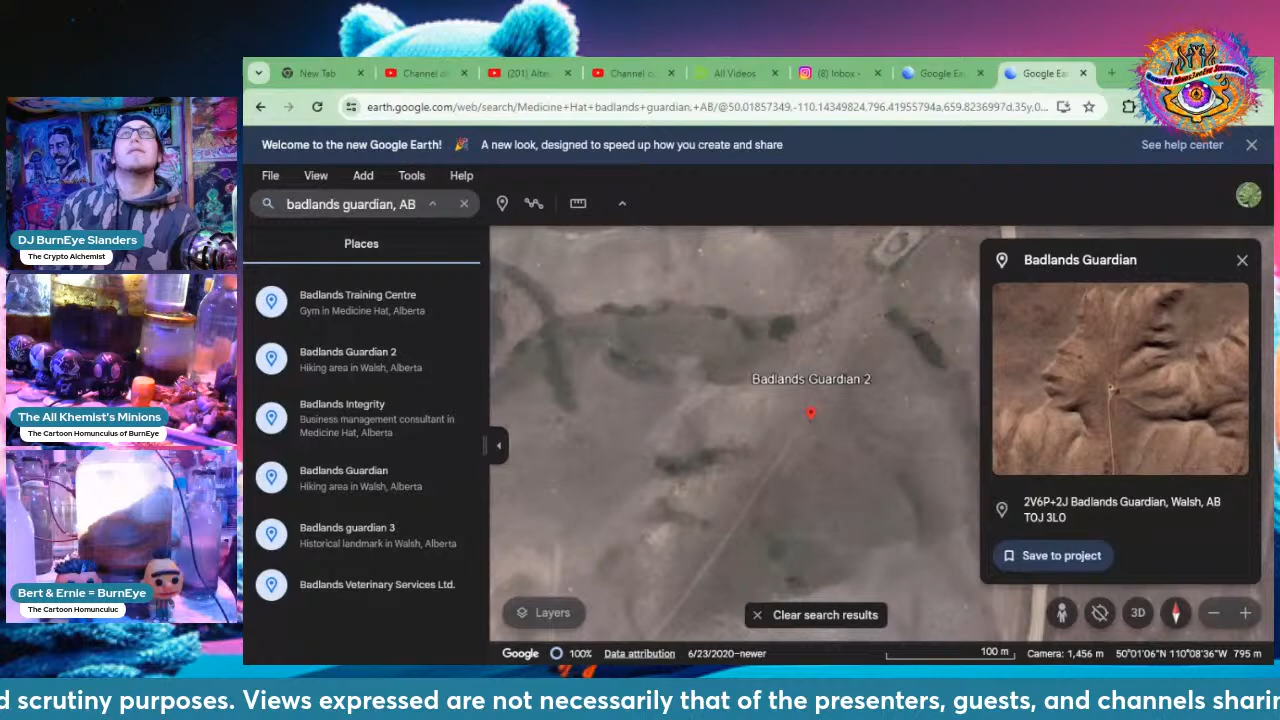 New Tab
Channel
(201) Alte
Channel
All Videos
(8) Inbox -
Google Ea
Google Ear
earth.google.com/web/search/Medicine+Hat+badlands+guardian,+AB/@50.01857349,-110.14349824,796.41955794a,659.8236997d,35y,0...
Welcome to the new Google Earth! A new look, designed to speed up how you create and share
See help center
File View Add Tools Help
badlands guardian, AB
Places
Badlands Training Centre
Gym in Medicine Hat, Alberta
Badlands Guardian 2
Hiking area in Walsh, Alberta
Badlands Integrity
Business management consultant in
Medicine Hat, Alberta
Badlands Guardian
Hiking area in Walsh, Alberta
Badlands guardian 3
Historical landmark in Walsh, Alberta
Badlands Veterinary Services Ltd.
Badlands Guardian 2
Badlands Guardian
2V6P+2J Badlands Guardian, Walsh, AB
T0J 3L0
Save to project
Layers
Clear search results
3D
Google 100% Data attribution 6/23/2020-newer
100 m Camera: 1,456 m 50°01'06"N 110°08'36"W 795 m
DJ BurnEye Slanders
The Crypto Alchemist
The All Khemist's Minions
The Cartoon Homunculus of BurnEye
Bert & Ernie = BurnEye
The Cartoon Homunculuc
d scrutiny purposes. Views expressed are not necessarily that of the presenters, guests, and channels sharin